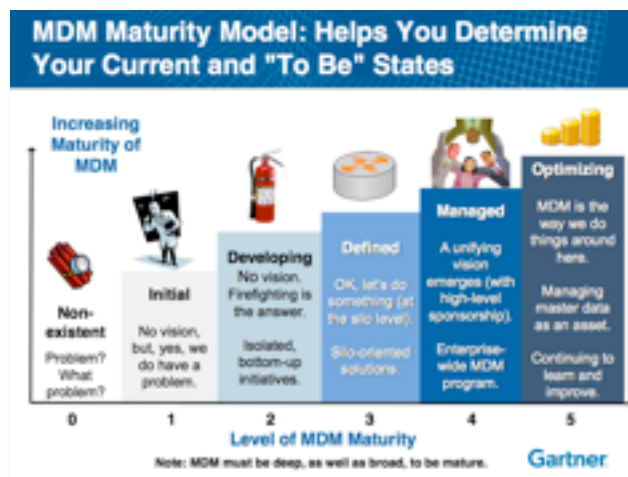 MDM Maturity Model: Helps You Determine
Your Current and "To Be" States
Increasing
Maturity of
MDM
Non-
existent
Problem?
What
problem?
Initial
No vision,
but, yes, we
do have a
problem.
Developing
No vision.
Firefighting is
the answer.
Isolated,
bottom-up
initiatives.
Defined
OK, let's do
something (at
the silo level).
Silo-oriented
solutions.
Managed
A unifying
vision
emerges (with
high-level
sponsorship).
Enterprise-
wide MDM
program.
Optimizing
MDM is the
way we do
things around
here.
Managing
master data
as an asset.
Continuing to
learn and
improve.
0 1 2 3 4 5
Level of MDM Maturity
Note: MDM must be deep, as well as broad, to be mature.
Gartner